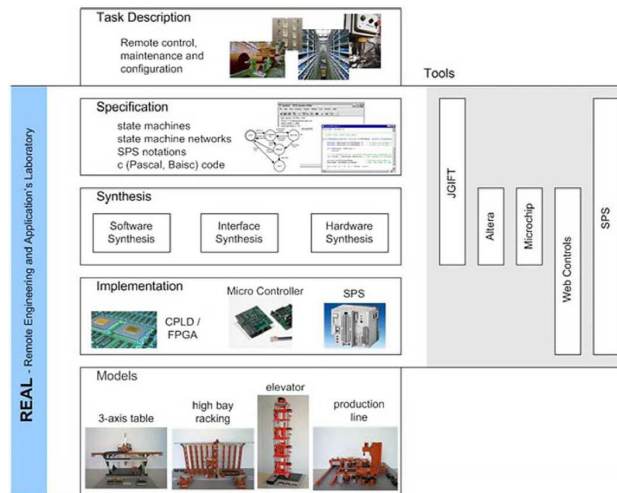 Task Description
Remote control,
maintenance and
configuration
Tools
REAL - Remote Engineering and Application's Laboratory
Specification
state machines
state machine networks
SPS notations
c (Pascal, Baisc) code
Synthesis
Software
Synthesis
Interface
Synthesis
Hardware
Synthesis
Implementation
CPLD /
FPGA
Micro Controller
SPS
Models
3-axis table
high bay
racking
elevator
production
line
JGIFT
Altera
Microchip
Web Controls
SPS